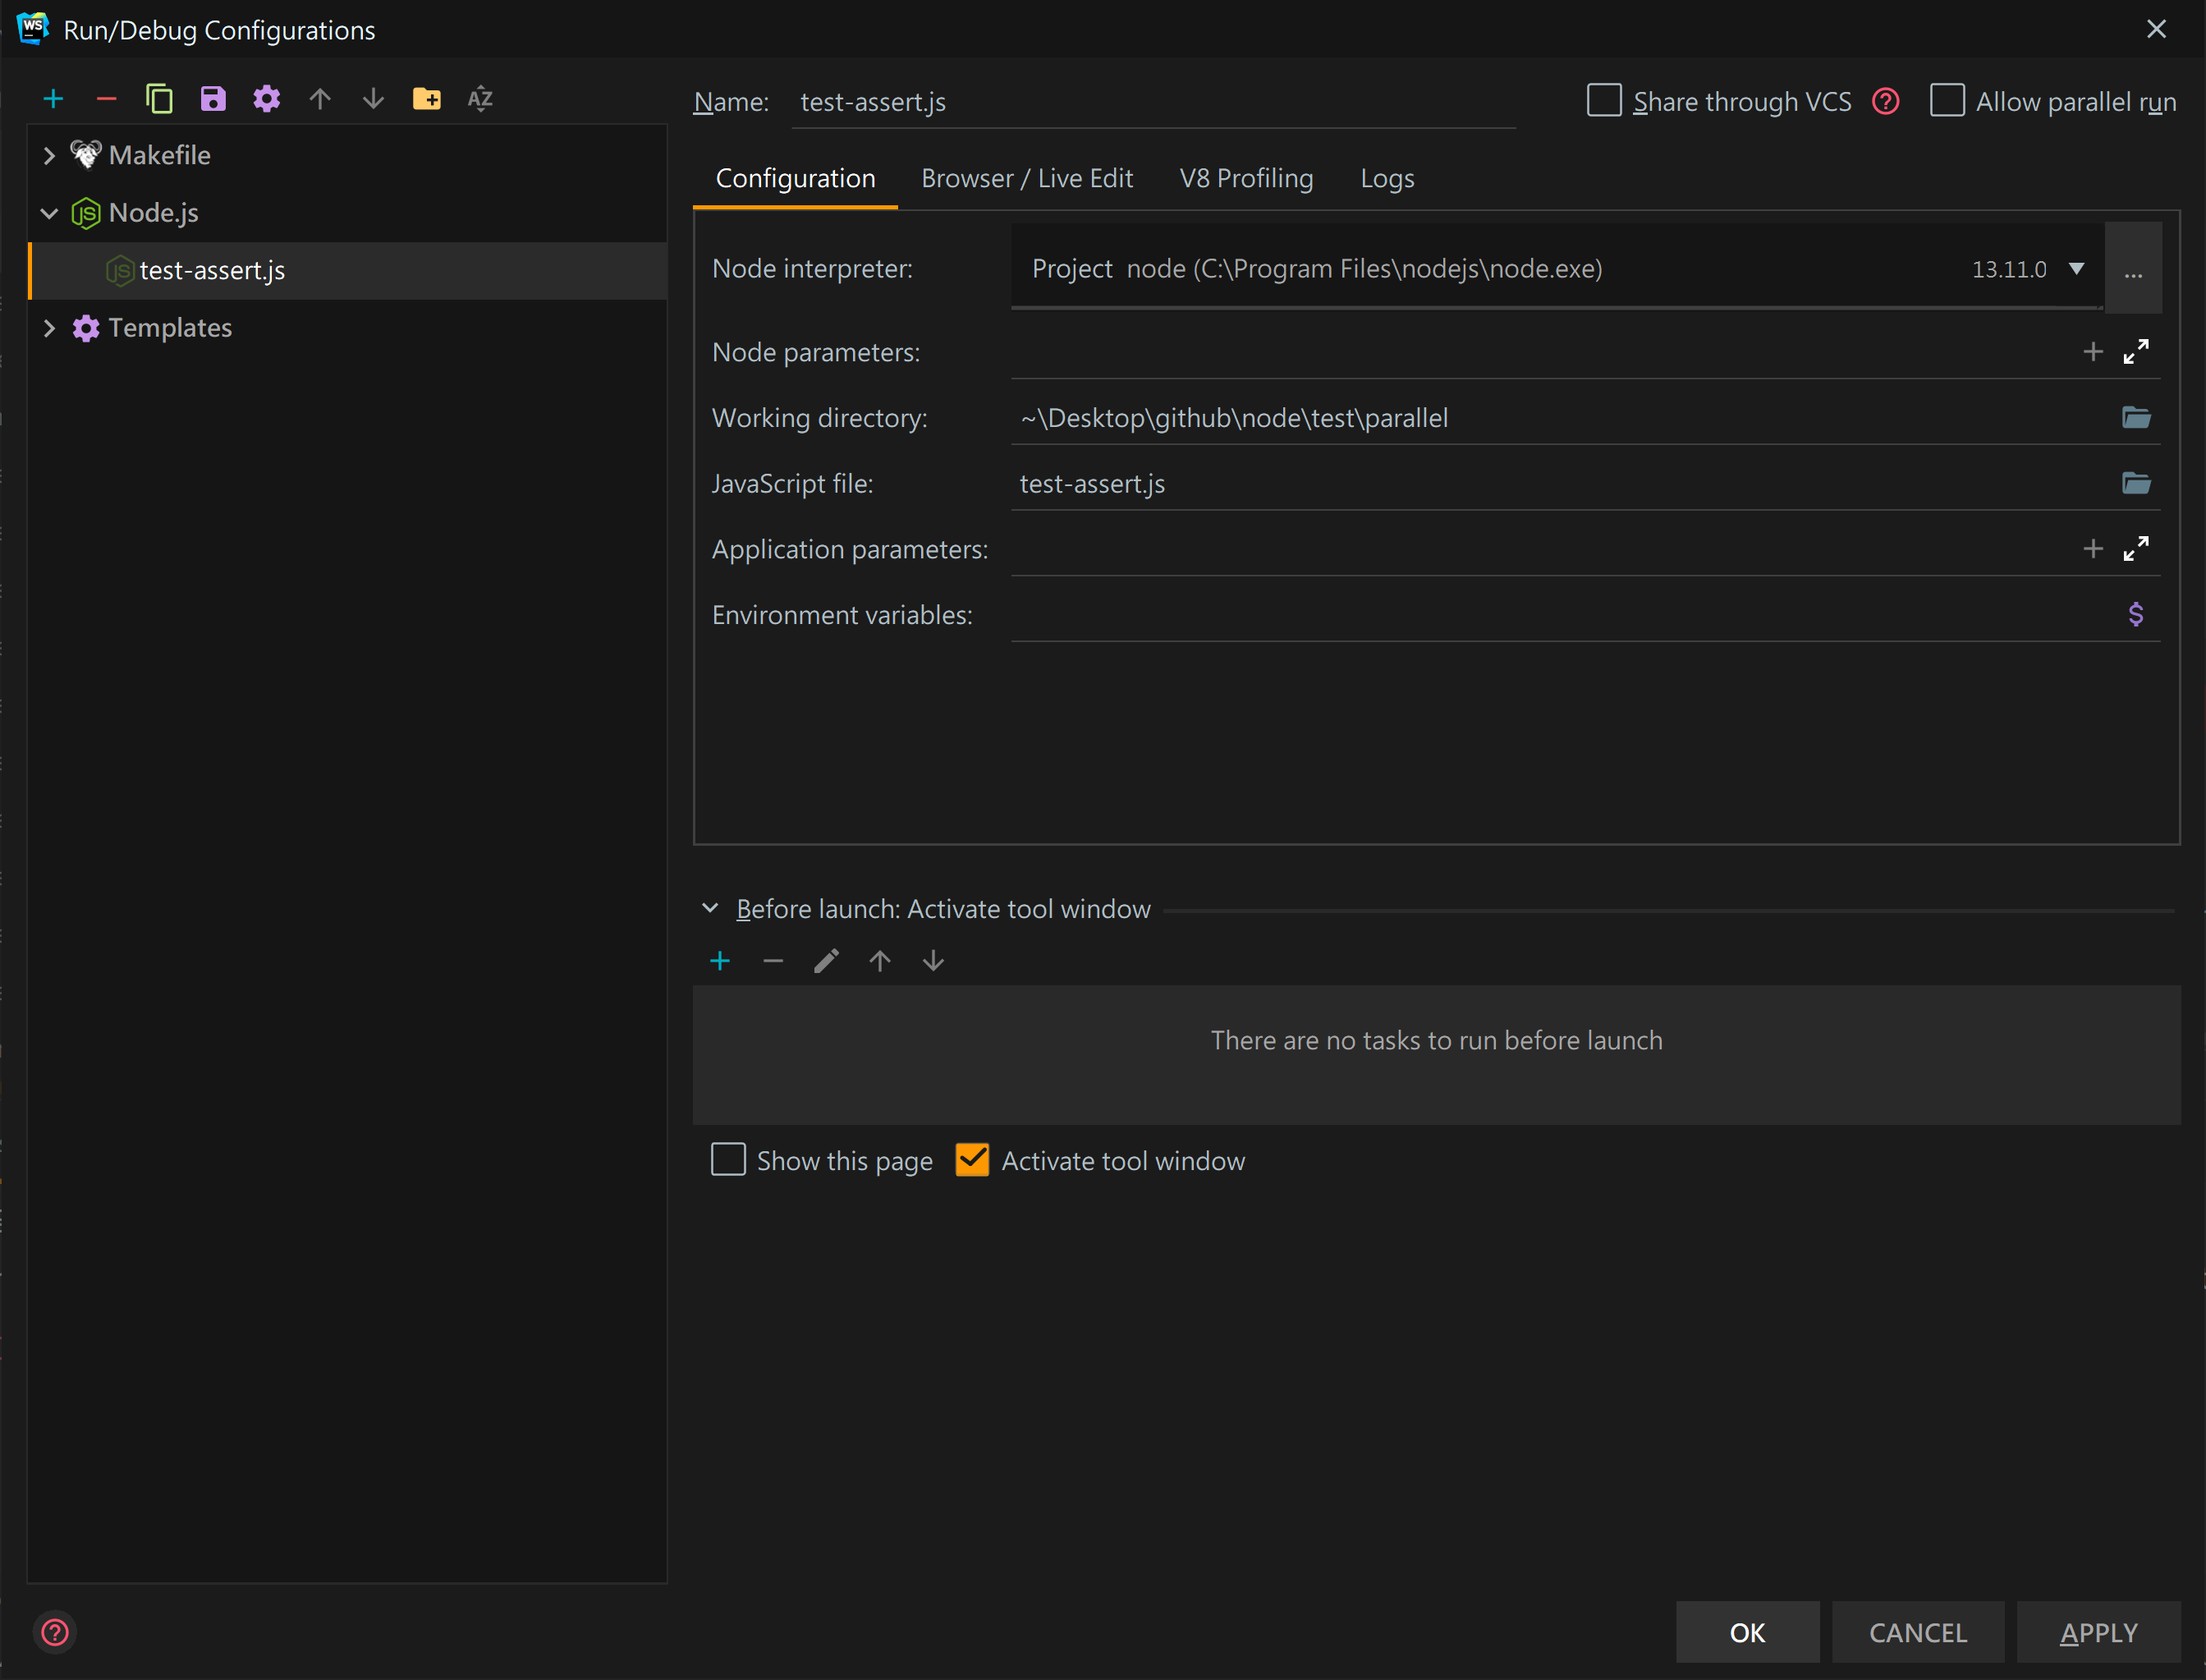 WS
Run/Debug Configurations
AZ
Makefile
JS Node.js
JS test-assert.js
Templates
Name: test-assert.js
Share through VCS ? Allow parallel run
Configuration Browser / Live Edit V8 Profiling Logs
Node interpreter: Project node (C:\Program Files\nodejs\node.exe) 13.11.0 ...
Node parameters:
Working directory: ~\Desktop\github\node\test\parallel
JavaScript file: test-assert.js
Application parameters:
Environment variables: $
Before launch: Activate tool window
There are no tasks to run before launch
Show this page Activate tool window
? OK CANCEL APPLY